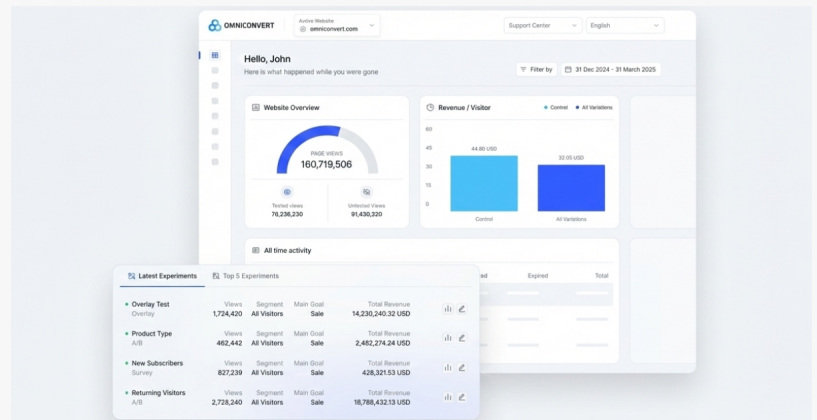 OMNICONVERT
Active Website
omniconvert.com
Support Center
English
Hello, John
Here is what happened while you were gone
Filter by
31 Dec 2024 - 31 March 2025
Website Overview
PAGE VIEWS
160,719,506
Tested views
76,236,230
Untested Views
91,430,320
Revenue / Visitor
Control
All Variations
60
45
30
15
0
44.80 USD
32.05 USD
Control
All Variations
All time activity
Expired
Total
Latest Experiments
Top 5 Experiments
Overlay Test Views Segment Main Goal Total Revenue
Overlay 1,724,420 All Visitors Sale 14,230,240.32 USD
Product Type Views Segment Main Goal Total Revenue
A/B 462,442 All Visitors Sale 2,482,274.24 USD
New Subscribers Views Segment Main Goal Total Revenue
Survey 827,239 All Visitors Sale 428,321.53 USD
Returning Visitors Views Segment Main Goal Total Revenue
A/B 2,728,240 All Visitors Sale 18,788,432.13 USD